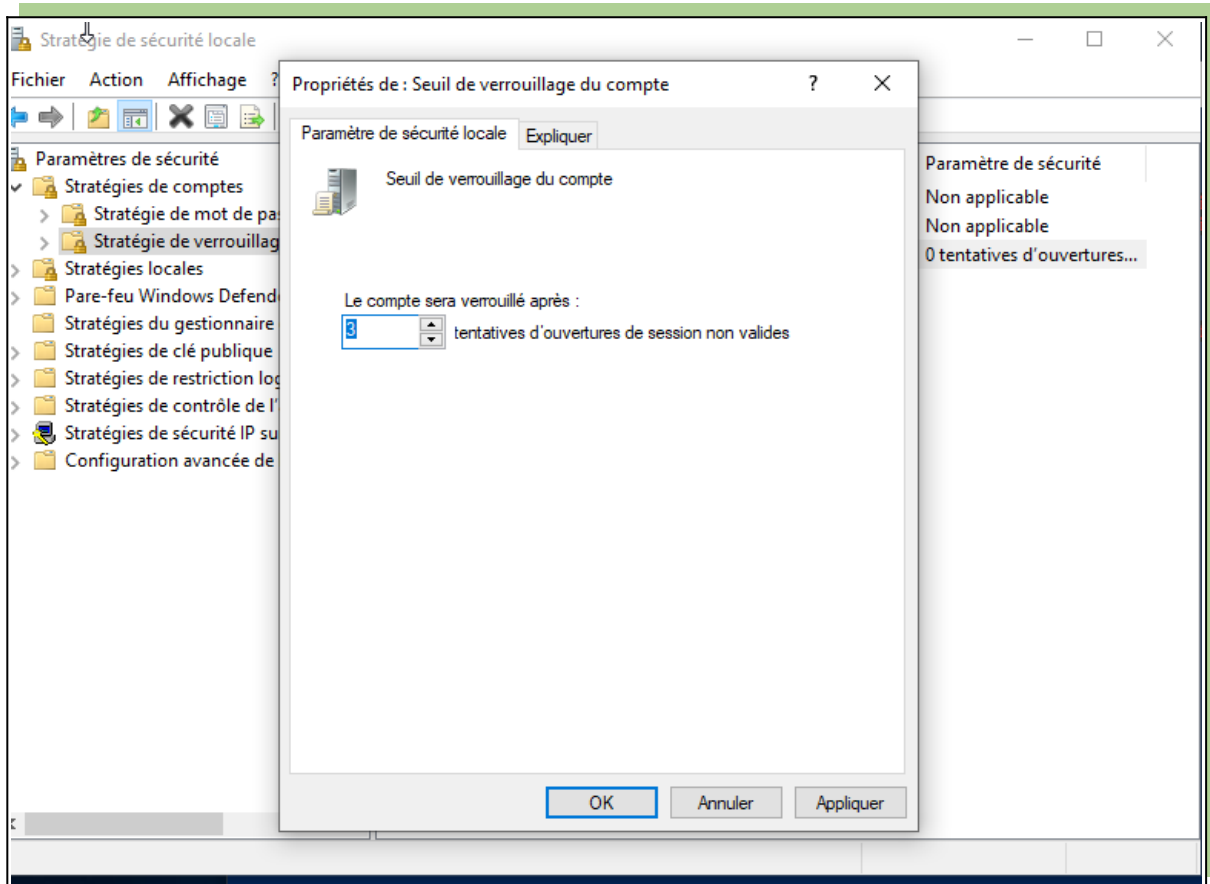 Stratégie de sécurité locale
Fichier Action Affichage ?
Propriétés de : Seuil de verrouillage du compte ? 
Paramètre de sécurité locale Expliquer
Seuil de verrouillage du compte
Le compte sera verrouillé après :
3 tentatives d'ouvertures de session non valides
OK Annuler Appliquer
Paramètres de sécurité
Stratégies de comptes
Stratégie de mot de pa
Stratégie de verrouillag
Stratégies locales
Pare-feu Windows Defend
Stratégies du gestionnaire
Stratégies de clé publique
Stratégies de restriction log
Stratégies de contrôle de l'
Stratégies de sécurité IP su
Configuration avancée de
Paramètre de sécurité
Non applicable
Non applicable
0 tentatives d'ouvertures...